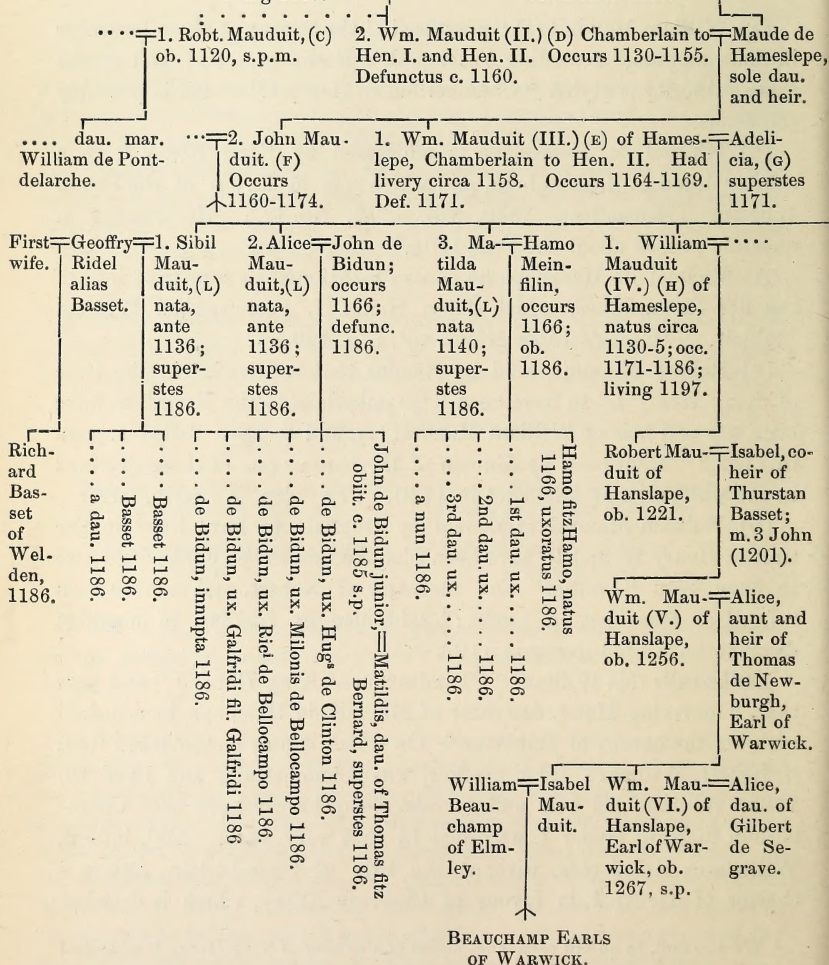 1. Robt. Mauduit, (C)
ob. 1120, s.p.m.
2. Wm. Mauduit (II.) (D) Chamberlain to
Hen. I. and Hen. II. Occurs 1130-1155.
Defunctus c. 1160.
Maude de
Hameslepe,
sole dau.
and heir.
.... dau. mar.
William de Pont-
delarche.
2. John Mau-
duit. (F)
Occurs
1160-1174.
1. Wm. Mauduit (III.) (E) of Hames-
lepe, Chamberlain to Hen. II. Had
livery circa 1158. Occurs 1164-1169.
Def. 1171.
Adeli-
cia, (G)
superstes
1171.
First
wife.
Geoffry
Ridel
alias
Basset.
1. Sibil
Mau-
duit, (L)
nata,
ante
1136;
super-
stes
1186.
2. Alice
Mau-
duit, (L)
nata,
ante
1136;
super-
stes
1186.
John de
Bidun;
occurs
1166;
defunc.
1186.
3. Ma-
tilda
Mau-
duit, (L)
nata
1140;
super-
stes
1186.
Hamo
Mein-
filin,
occurs
1166;
ob.
1186.
1. William
Mauduit
(IV.) (H) of
Hameslepe,
natus circa
1130-5; occ.
1171-1186;
living 1197.
....
Rich-
ard
Bas-
set
of
Wel-
den,
1186.
.... a dau. 1186.
.... Basset 1186.
.... Basset 1186.
.... de Bidun, innupta 1186.
.... de Bidun, ux. Galfridi fil. Galfridi 1186
.... de Bidun, ux. Rici de Bellocampo 1186.
.... de Bidun, ux. Milonis de Bellocampo 1186.
.... de Bidun, ux. Hugs de Clinton 1186.
John de Bidun junior,=Matildis, dau. of Thomas fitz
obiit. c. 1185 s.p. Bernard, superstes 1186.
.... a nun 1186.
.... 3rd dau. ux..... 1186.
.... 2nd dau. ux..... 1186.
.... 1st dau. ux..... 1186.
Hamo fitzHamo, natus
1166, uxoratus 1186.
Robert Mau-
duit of
Hanslape,
ob. 1221.
Isabel, co-
heir of
Thurstan
Basset;
m. 3 John
(1201).
Wm. Mau-
duit (V.) of
Hanslape,
ob. 1256.
Alice,
aunt and
heir of
Thomas
de New-
burgh,
Earl of
Warwick.
William
Beau-
champ
of Elm-
ley.
Isabel
Mau-
duit.
Wm. Mau-
duit (VI.) of
Hanslape,
Earl of War-
wick, ob.
1267, s.p.
Alice,
dau. of
Gilbert
de Se-
grave.
BEAUCHAMP EARLS
OF WARWICK.